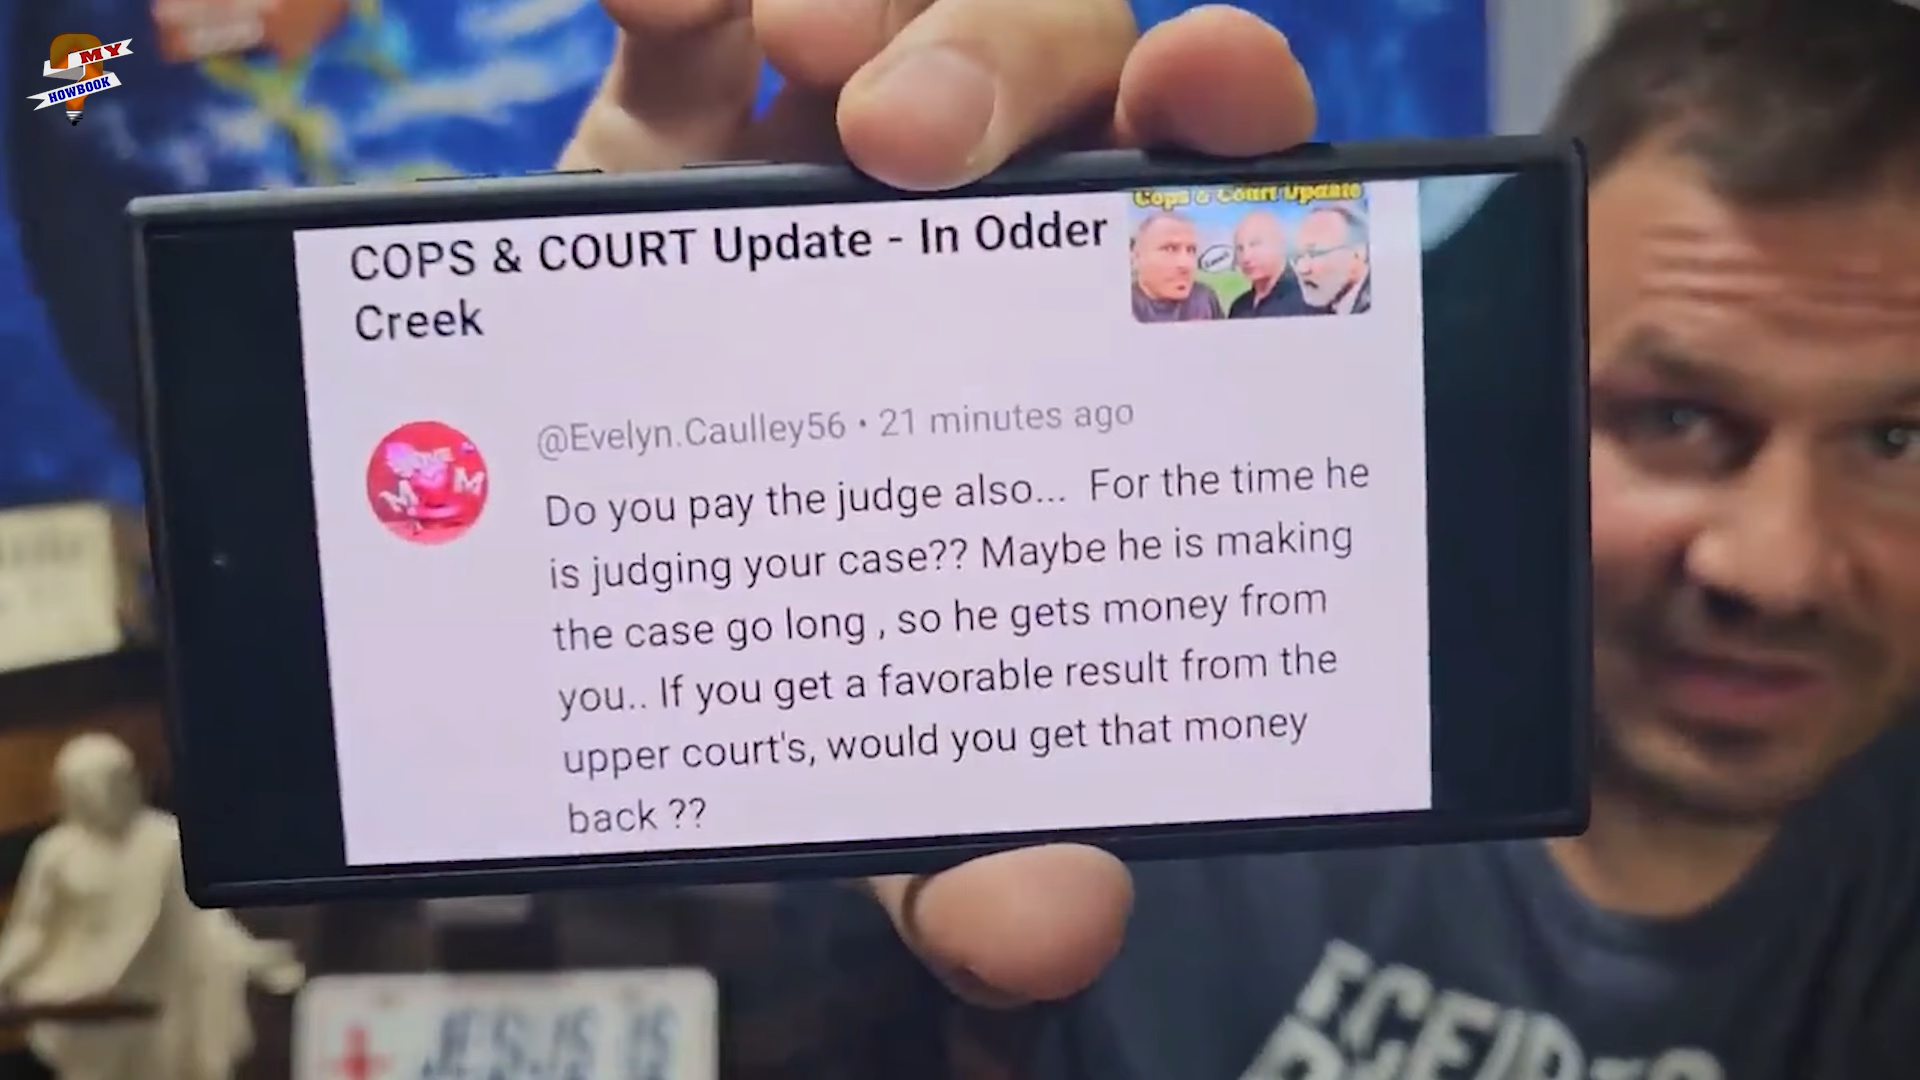 MY
HOWBOOK
COPS & COURT Update - In Odder
Creek
Cops & Court Update
@Evelyn.Caulley56 • 21 minutes ago
Do you pay the judge also... For the time he
is judging your case?? Maybe he is making
the case go long , so he gets money from
you.. If you get a favorable result from the
upper court's, would you get that money
back ??
JESUS IS